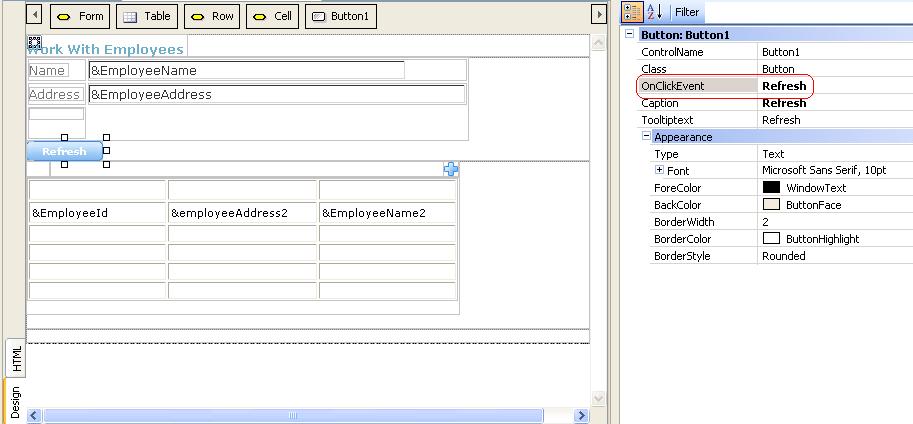 Form Table Row Cell Button1
Work With Employees
Name &EmployeeName
Address &EmployeeAddress
Refresh
&EmployeeId &employeeAddress2 &EmployeeName2
HTML
Design
Filter
Button: Button1
ControlName Button1
Class Button
OnClickEvent Refresh
Caption Refresh
Tooltiptext Refresh
Appearance
Type Text
Font Microsoft Sans Serif, 10pt
ForeColor WindowText
BackColor ButtonFace
BorderWidth 2
BorderColor ButtonHighlight
BorderStyle Rounded